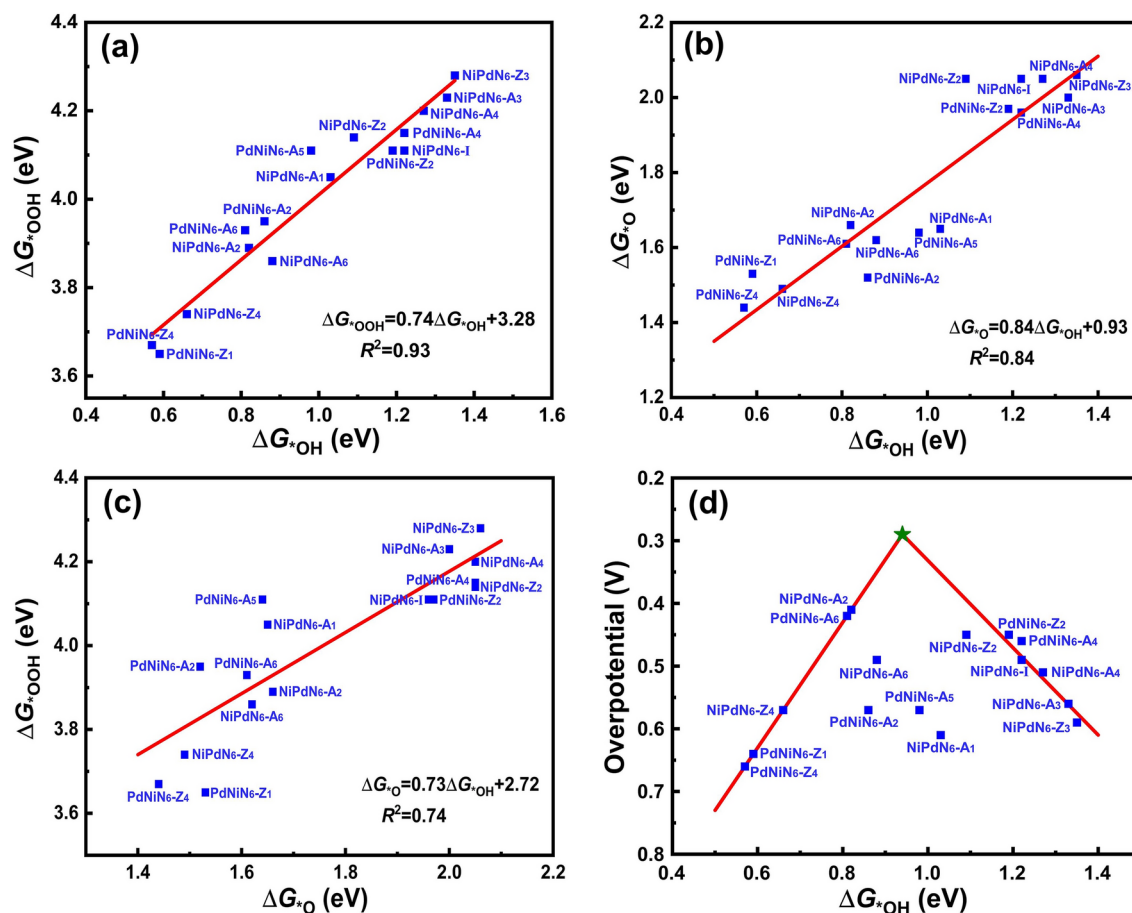 (a)
4.4
4.2
4.0
3.8
3.6
ΔG*OOH (eV)
NiPdN6-Z3
NiPdN6-A3
NiPdN6-A4
NiPdN6-Z2
PdNiN6-A4
PdNiN6-A5
NiPdN6-I
PdNiN6-Z2
NiPdN6-A1
PdNiN6-A2
PdNiN6-A6
NiPdN6-A2
NiPdN6-A6
NiPdN6-Z4
PdNiN6-Z4
PdNiN6-Z1
ΔG*OOH=0.74ΔG*OH+3.28
R²=0.93
0.4 0.6 0.8 1.0 1.2 1.4 1.6
ΔG*OH (eV)
(b)
2.2
2.0
1.8
1.6
1.4
1.2
ΔG*O (eV)
NiPdN6-A4
NiPdN6-Z2
NiPdN6-I
NiPdN6-Z3
PdNiN6-Z2
NiPdN6-A3
PdNiN6-A4
NiPdN6-A2
NiPdN6-A1
PdNiN6-A6
PdNiN6-A5
NiPdN6-A6
PdNiN6-Z1
PdNiN6-A2
PdNiN6-Z4
NiPdN6-Z4
ΔG*O=0.84ΔG*OH+0.93
R²=0.84
0.4 0.6 0.8 1.0 1.2 1.4
ΔG*OH (eV)
(c)
4.4
4.2
4.0
3.8
3.6
ΔG*OOH (eV)
NiPdN6-Z3
NiPdN6-A3
NiPdN6-A4
PdNiN6-A4
NiPdN6-Z2
PdNiN6-A5
NiPdN6-I
PdNiN6-Z2
NiPdN6-A1
PdNiN6-A2
PdNiN6-A6
NiPdN6-A2
NiPdN6-A6
NiPdN6-Z4
PdNiN6-Z4
PdNiN6-Z1
ΔG*O=0.73ΔG*OH+2.72
R²=0.74
1.4 1.6 1.8 2.0 2.2
ΔG*O (eV)
(d)
0.2
0.3
0.4
0.5
0.6
0.7
0.8
Overpotential (V)
NiPdN6-A2
PdNiN6-A6
PdNiN6-Z2
NiPdN6-Z2
PdNiN6-A4
NiPdN6-A6
NiPdN6-I
NiPdN6-A4
PdNiN6-A5
NiPdN6-Z4
PdNiN6-A2
NiPdN6-A3
NiPdN6-Z3
NiPdN6-A1
PdNiN6-Z1
PdNiN6-Z4
0.4 0.6 0.8 1.0 1.2 1.4
ΔG*OH (eV)